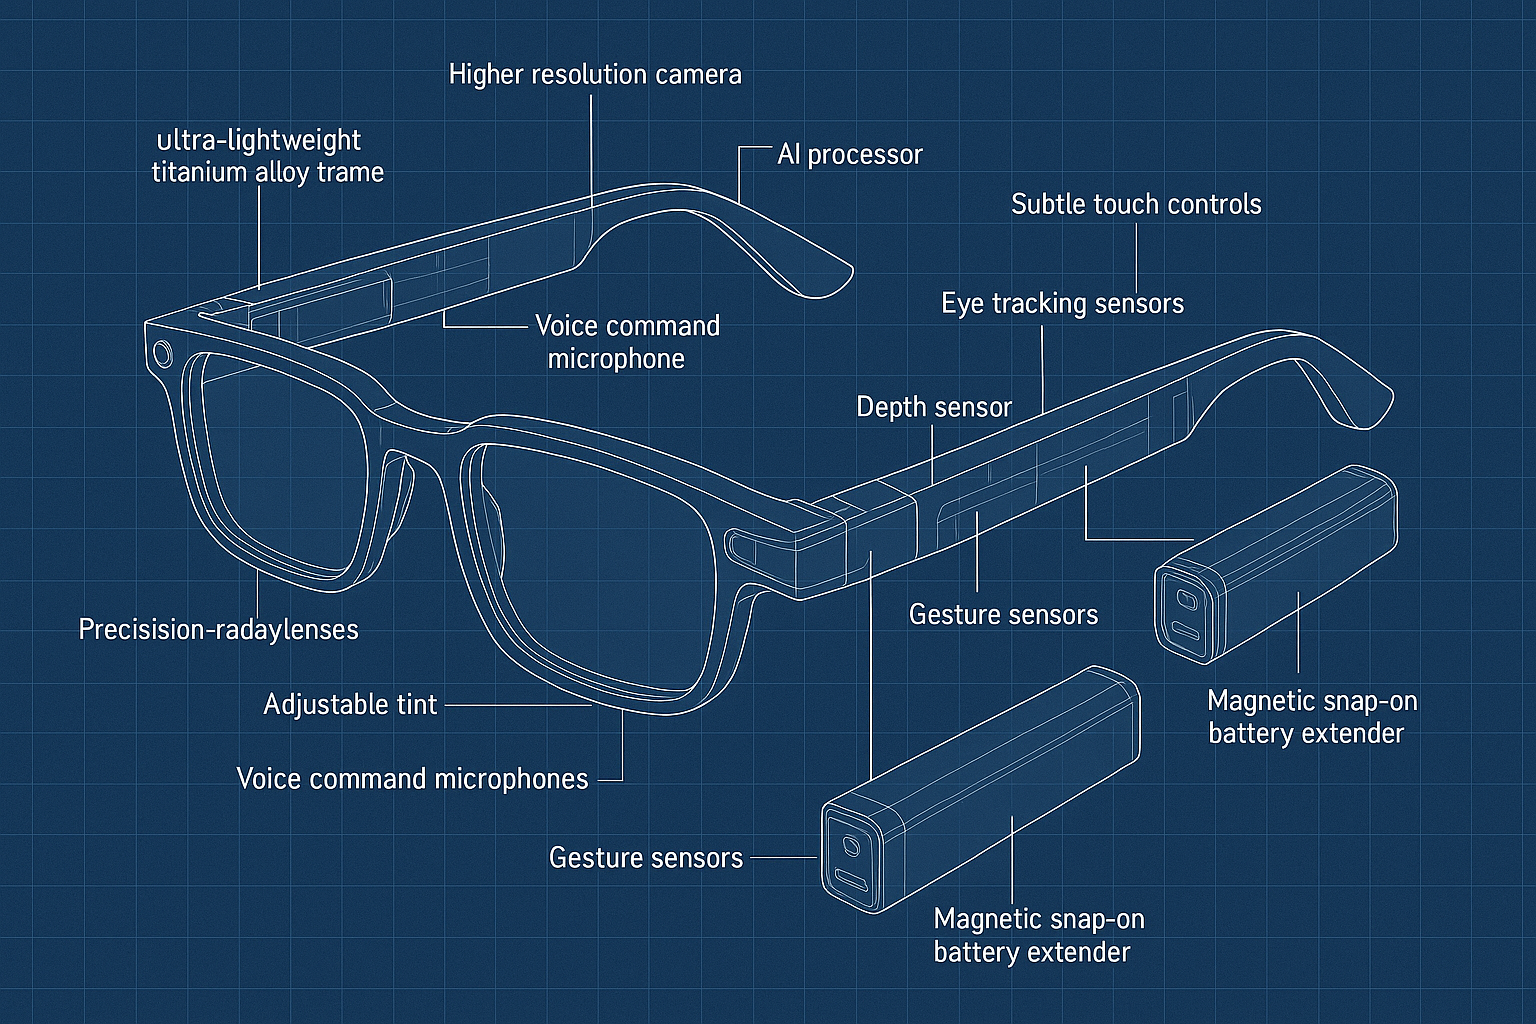 Higher resolution camera
ultra-lightweight
titanium alloy trame
AI processor
Subtle touch controls
Eye tracking sensors
Voice command
microphone
Depth sensor
Gesture sensors
Precisision-radaylenses
Adjustable tint
Magnetic snap-on
battery extender
Voice command microphones
Gesture sensors
Magnetic snap-on
battery extender